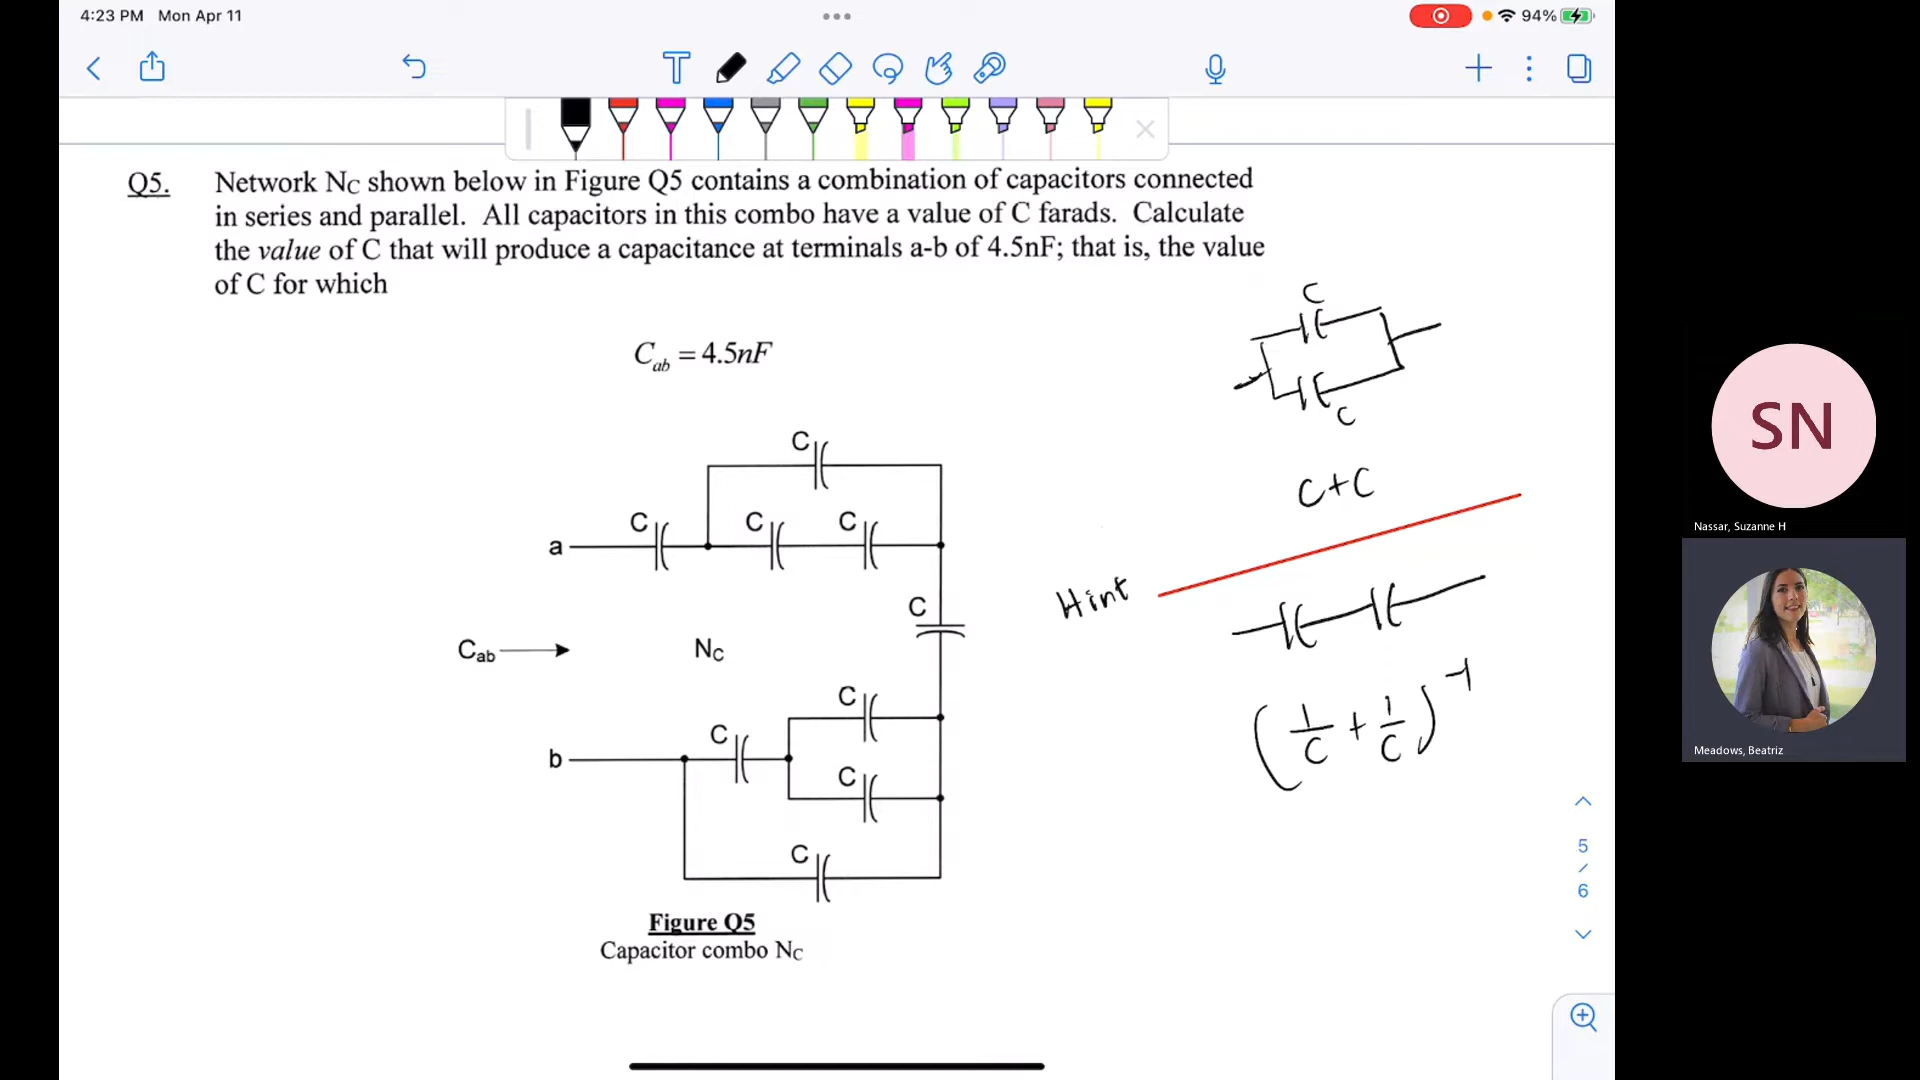 4:23 PM Mon Apr 11
94%
T
Q5. Network NC shown below in Figure Q5 contains a combination of capacitors connected
in series and parallel. All capacitors in this combo have a value of C farads. Calculate
the value of C that will produce a capacitance at terminals a-b of 4.5nF; that is, the value
of C for which
Cab = 4.5nF
C
C
C+C
Hint
(1/C + 1/C)^-1
C
C
C
C
a
C
Cab
NC
C
C
b
C
C
Figure Q5
Capacitor combo NC
5
/
6
SN
Nassar, Suzanne H
Meadows, Beatriz